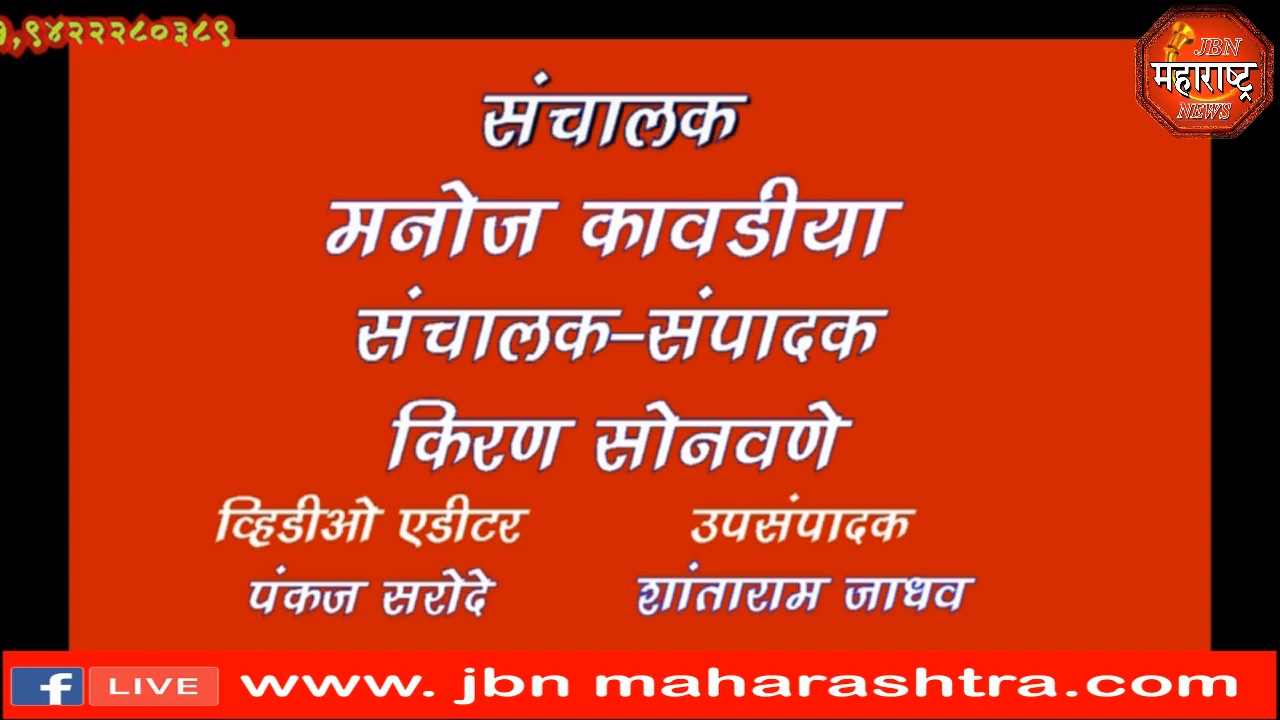 ,९४२२२८०३८९
JBN
महाराष्ट्र
NEWS
संचालक
मनोज कावडीया
संचालक-संपादक
किरण सोनवणे
व्हिडीओ एडीटर
उपसंपादक
पंकज सरोदे
शांताराम जाधव
f LIVE www. jbn maharashtra.com